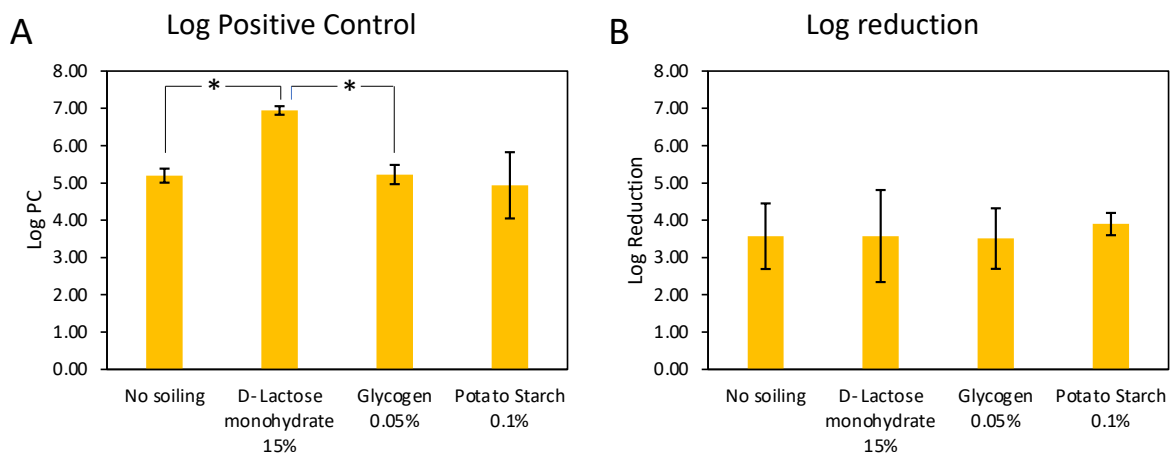 A
Log Positive Control
Log PC
8.00
7.00
6.00
5.00
4.00
3.00
2.00
1.00
0.00
*
*
No soiling
D-Lactose
monohydrate
15%
Glycogen
0.05%
Potato Starch
0.1%
B
Log reduction
Log Reduction
8.00
7.00
6.00
5.00
4.00
3.00
2.00
1.00
0.00
No soiling
D-Lactose
monohydrate
15%
Glycogen
0.05%
Potato Starch
0.1%